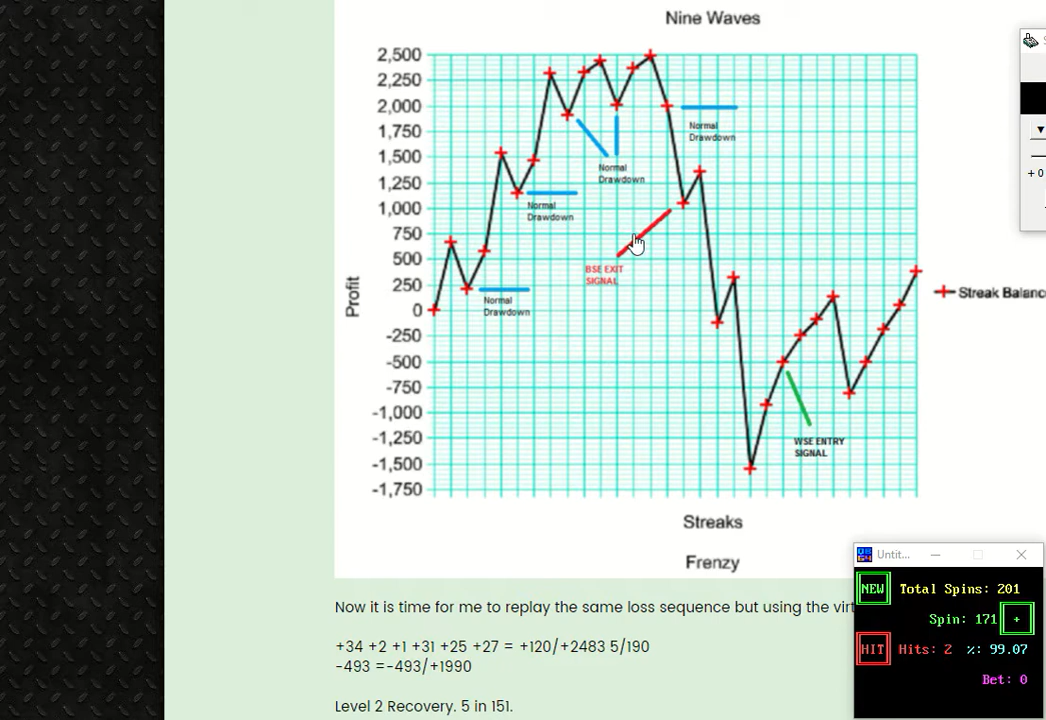 Nine Waves
2,500
2,250
2,000
1,750
1,500
1,250
1,000
750
500
250
0
-250
-500
-750
-1,000
-1,250
-1,500
-1,750
Profit
Normal
Drawdown
Normal
Drawdown
Normal
Drawdown
Normal
Drawdown
BSE EXIT
SIGNAL
WSE ENTRY
SIGNAL
Streak Balanc
Streaks
Frenzy
+ 0
Now it is time for me to replay the same loss sequence but using the virt
+34 +2 +1 +31 +25 +27 = +120/+2483 5/190
-493 =-493/+1990
Level 2 Recovery. 5 in 151.
Untit...
NEW Total Spins: 201
Spin: 171 +
HIT Hits: 2 %: 99.07
Bet: 0